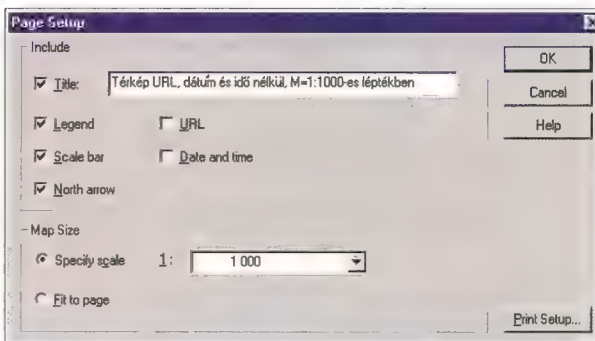 Page Setup
Include
Title: Térkép URL, dátum és idő nélkül, M=1:1000-es léptékben
Legend
URL
Scale bar
Date and time
North arrow
Map Size
Specify scale 1: 1 000
Fit to page
OK
Cancel
Help
Print Setup...